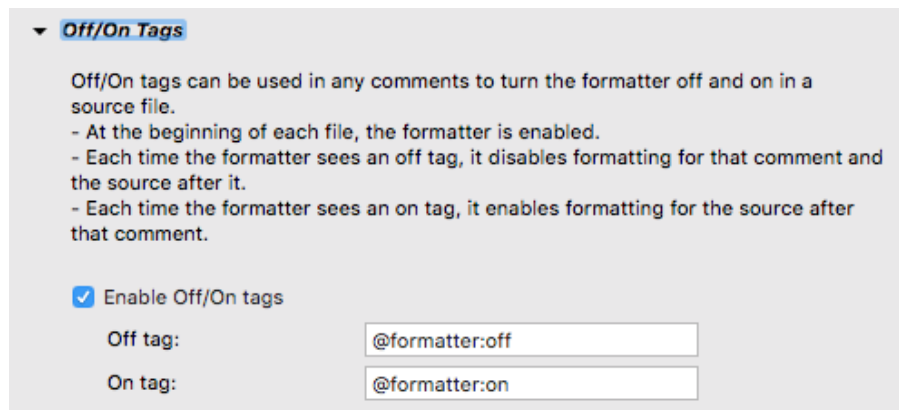 Off/On Tags
Off/On tags can be used in any comments to turn the formatter off and on in a
source file.
- At the beginning of each file, the formatter is enabled.
- Each time the formatter sees an off tag, it disables formatting for that comment and
the source after it.
- Each time the formatter sees an on tag, it enables formatting for the source after
that comment.
Enable Off/On tags
Off tag: @formatter:off
On tag: @formatter:on